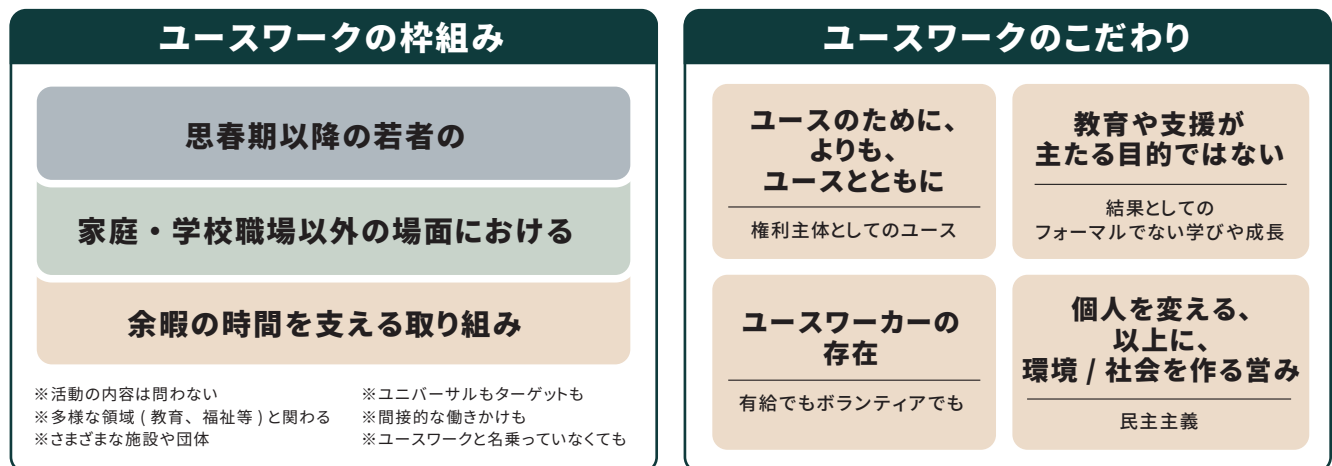 ユースワークの枠組み
思春期以降の若者の
家庭・学校職場以外の場面における
余暇の時間を支える取り組み
※活動の内容は問わない
※多様な領域 ( 教育、福祉等 ) と関わる
※さまざまな施設や団体
※ユニバーサルもターゲットも
※間接的な働きかけも
※ユースワークと名乗っていなくても
ユースワークのこだわり
ユースのために、
よりも、
ユースとともに
権利主体としてのユース
教育や支援が
主たる目的ではない
結果としての
フォーマルでない学びや成長
ユースワーカーの
存在
有給でもボランティアでも
個人を変える、
以上に、
環境 / 社会を作る営み
民主主義